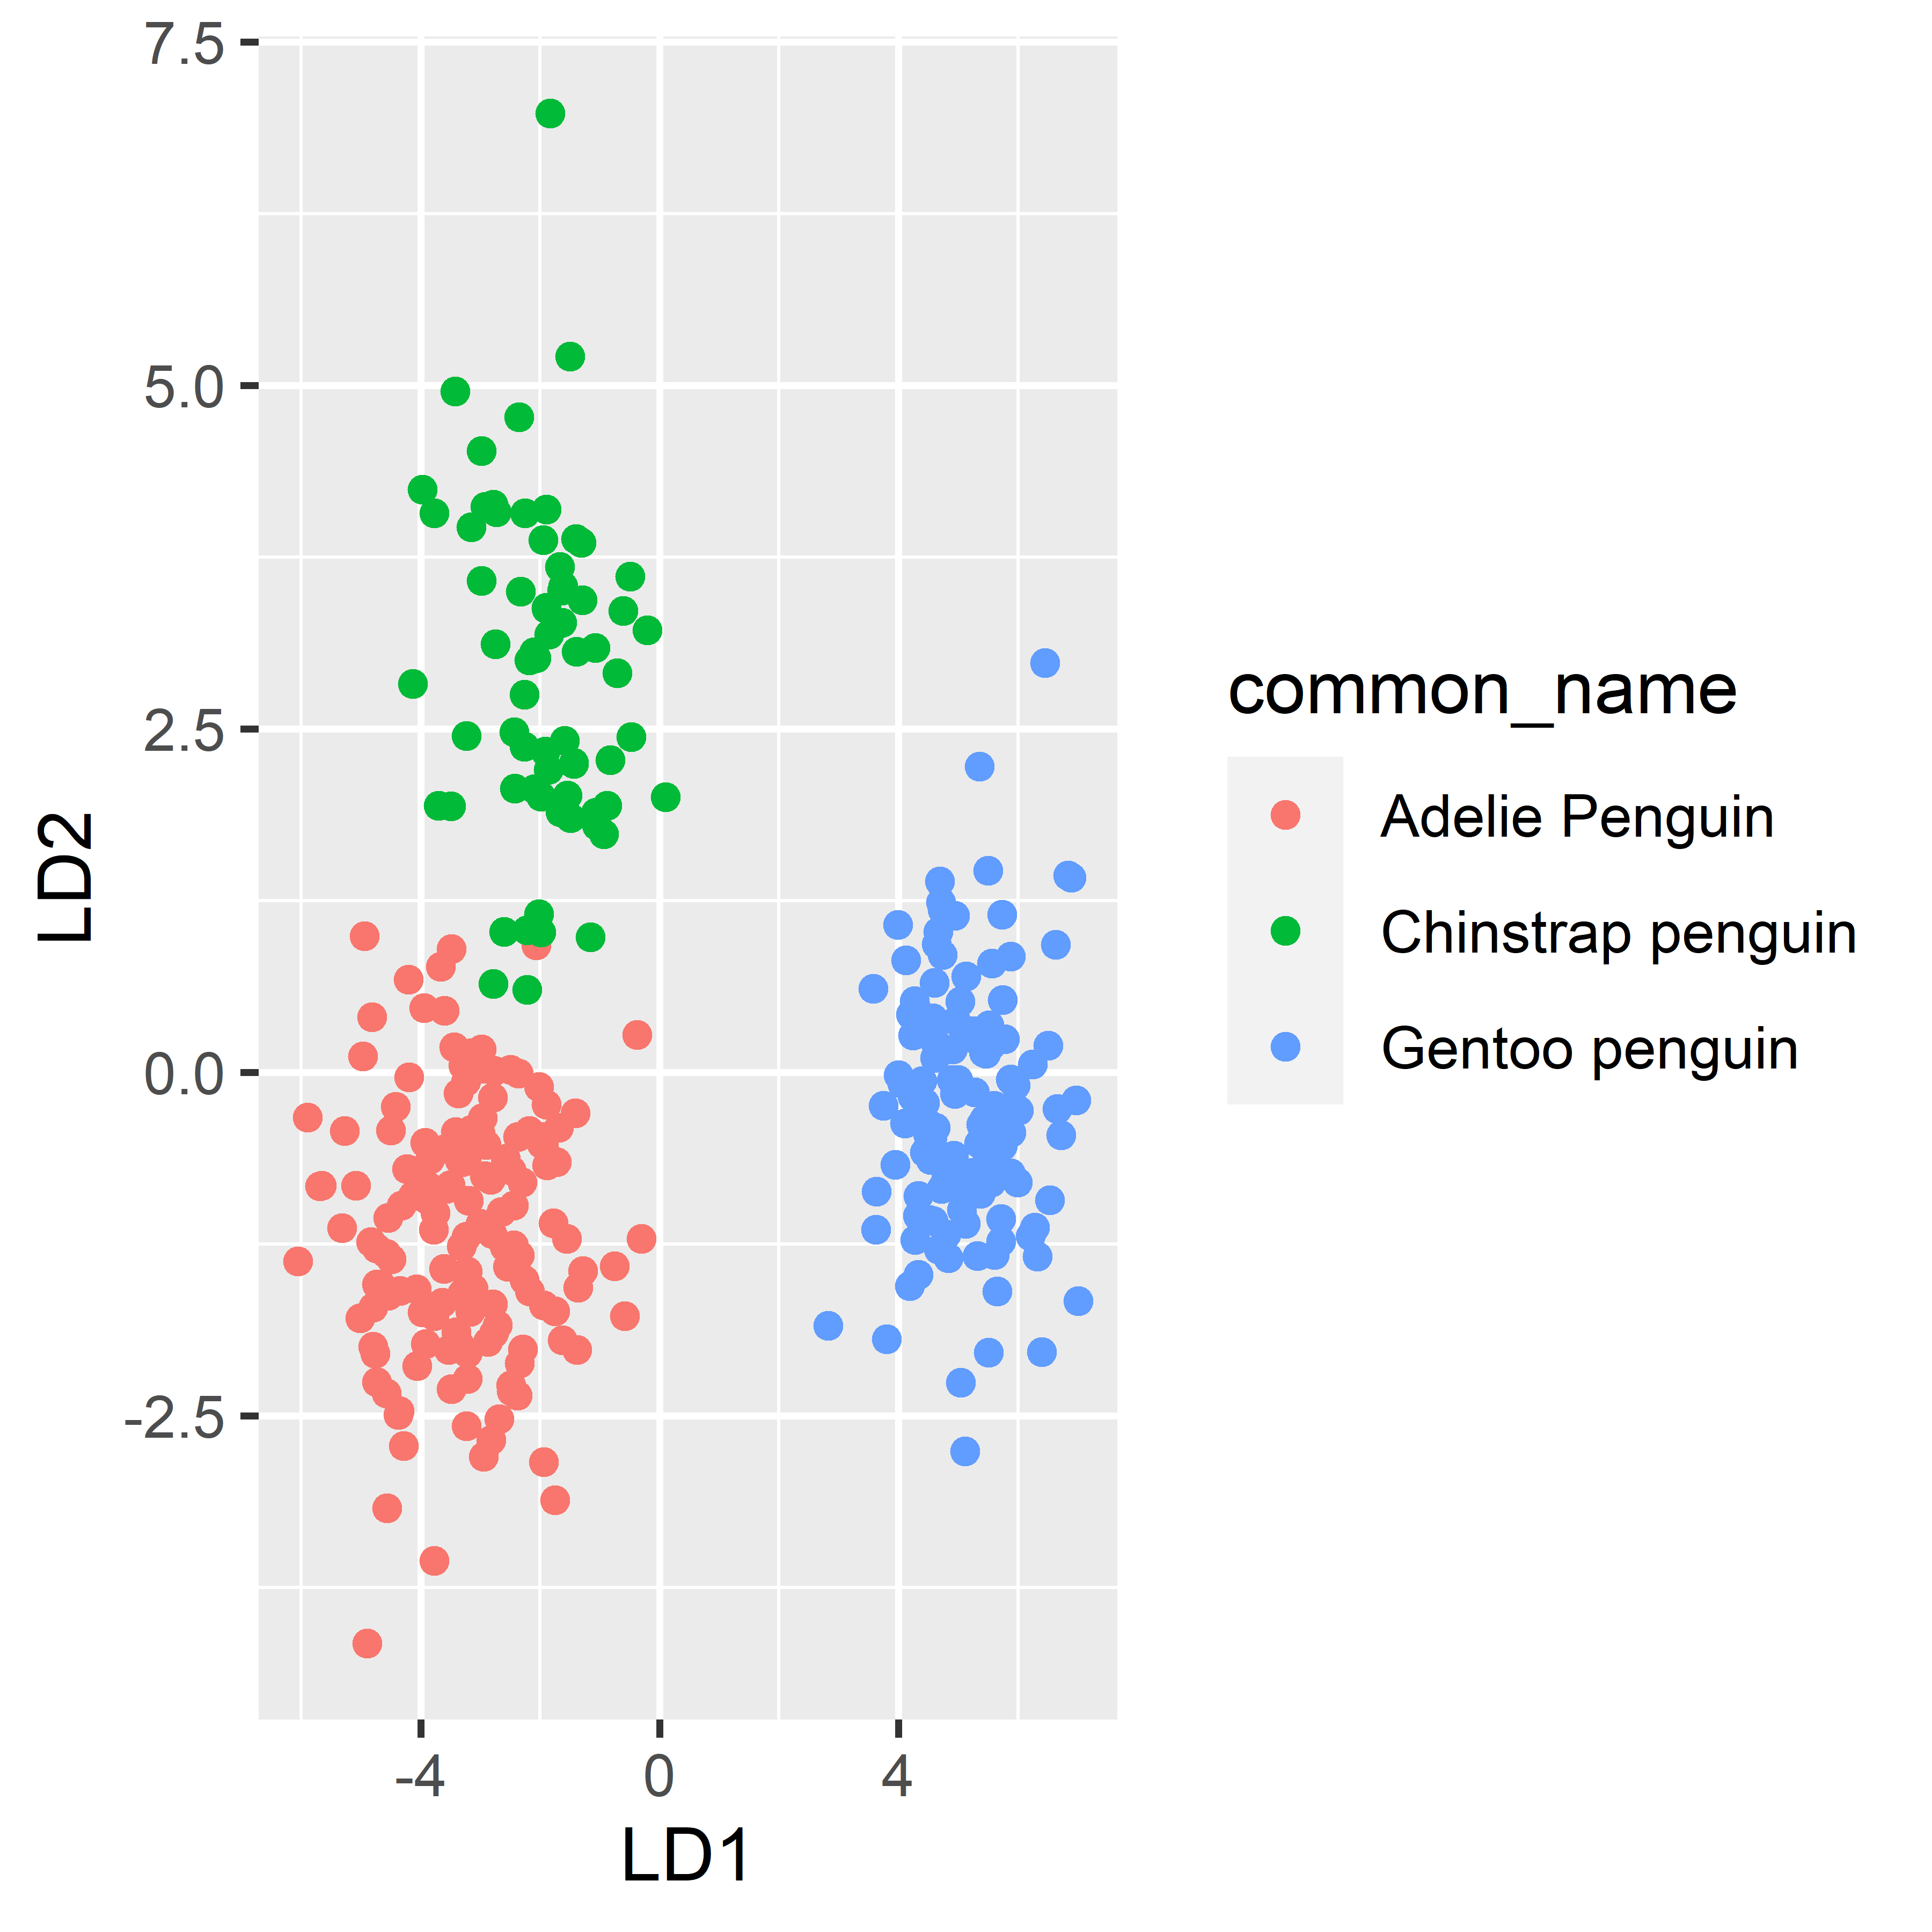 7.5
5.0
2.5
0.0
-2.5
LD2
-4 0 4
LD1
common_name
Adelie Penguin
Chinstrap penguin
Gentoo penguin